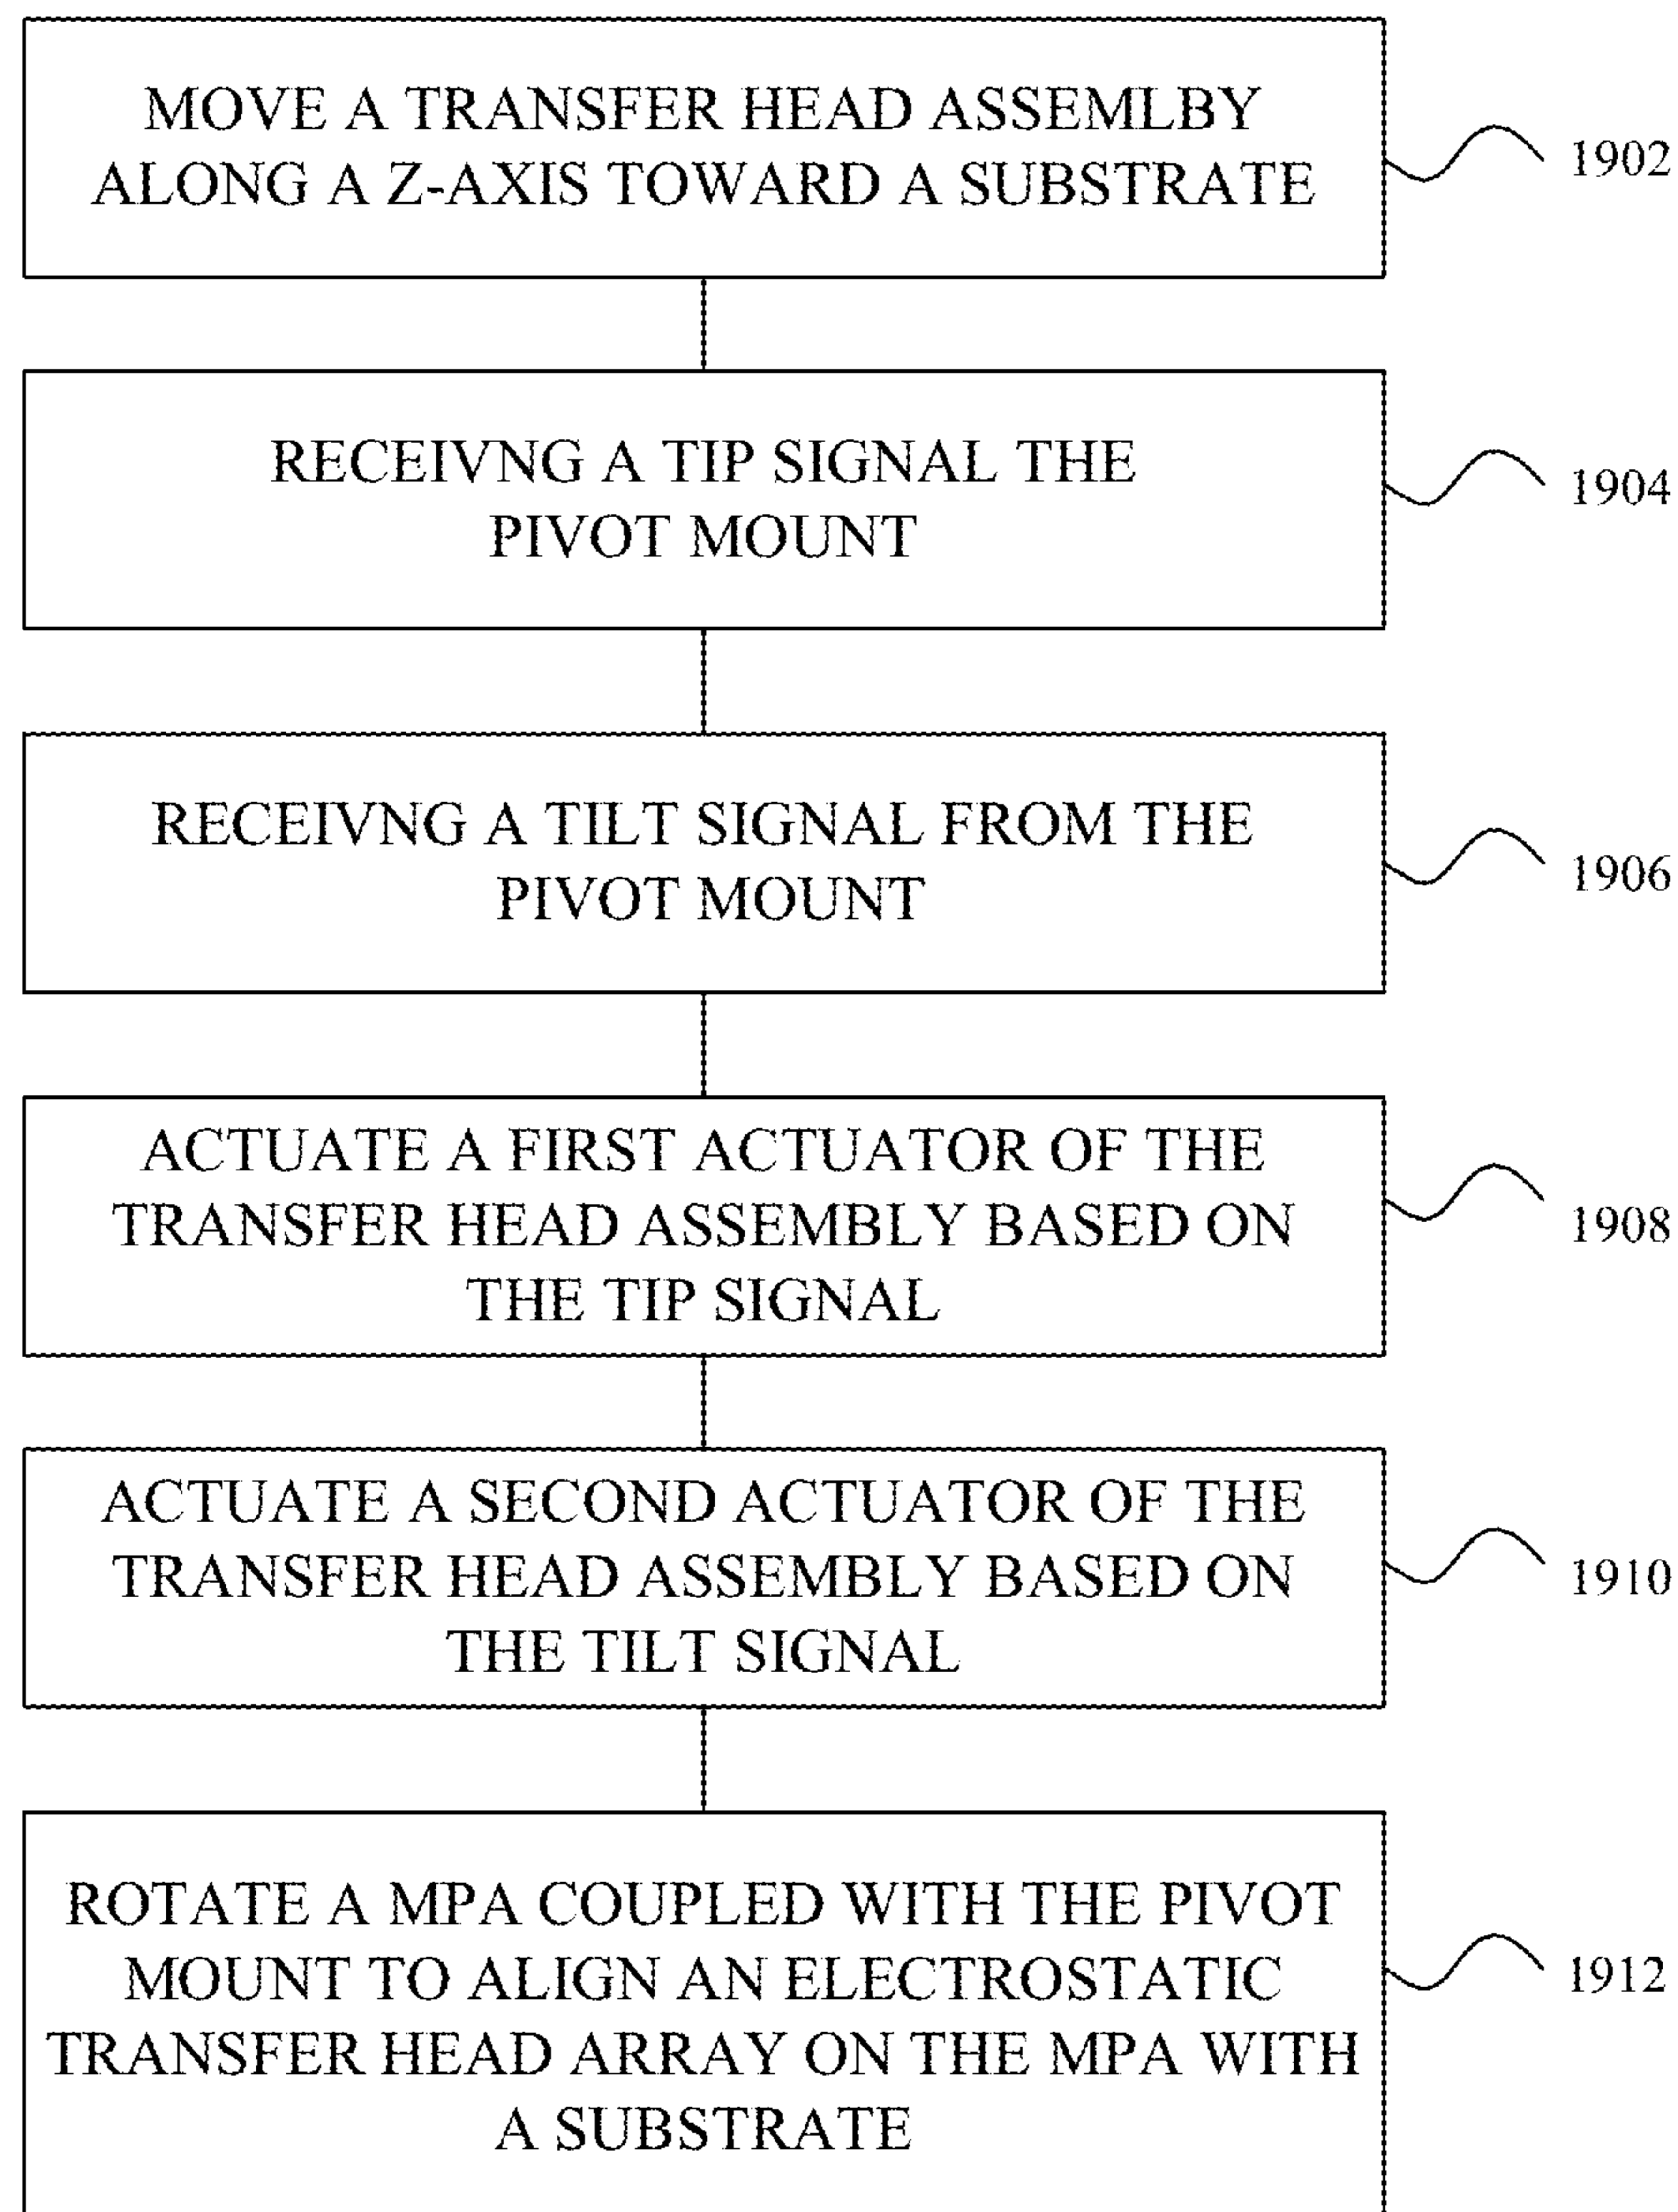 MOVE A TRANSFER HEAD ASSEMLBY
ALONG A Z-AXIS TOWARD A SUBSTRATE
1902
RECEIVNG A TIP SIGNAL THE
PIVOT MOUNT
1904
RECEIVNG A TILT SIGNAL FROM THE
PIVOT MOUNT
1906
ACTUATE A FIRST ACTUATOR OF THE
TRANSFER HEAD ASSEMBLY BASED ON
THE TIP SIGNAL
1908
ACTUATE A SECOND ACTUATOR OF THE
TRANSFER HEAD ASSEMBLY BASED ON
THE TILT SIGNAL
1910
ROTATE A MPA COUPLED WITH THE PIVOT
MOUNT TO ALIGN AN ELECTROSTATIC
TRANSFER HEAD ARRAY ON THE MPA WITH
A SUBSTRATE
1912